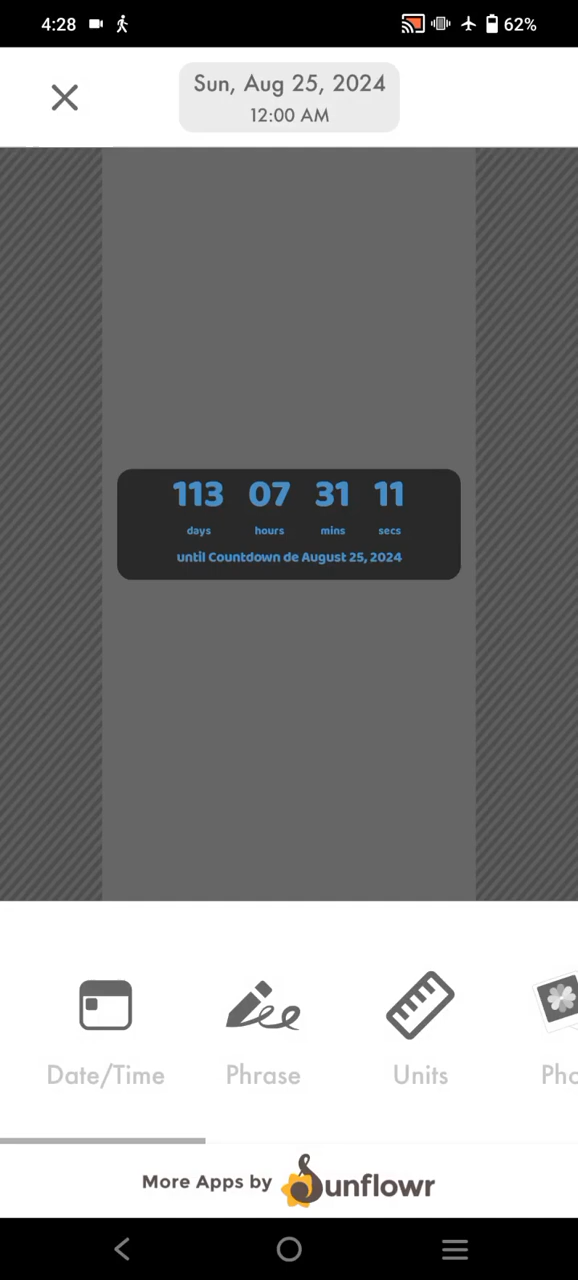 4:28 62%
Sun, Aug 25, 2024
12:00 AM
113 07 31 11
days hours mins secs
until Countdown de August 25, 2024
Date/Time Phrase Units Pho
More Apps by Sunflowr